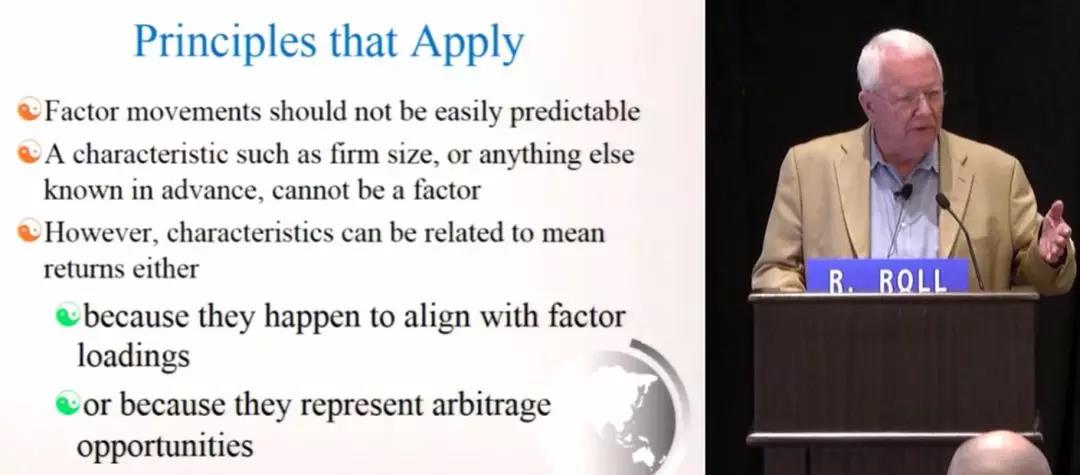 Principles that Apply
Factor movements should not be easily predictable
A characteristic such as firm size, or anything else
known in advance, cannot be a factor
However, characteristics can be related to mean
returns either
because they happen to align with factor
loadings
or because they represent arbitrage
opportunities
R. ROLL